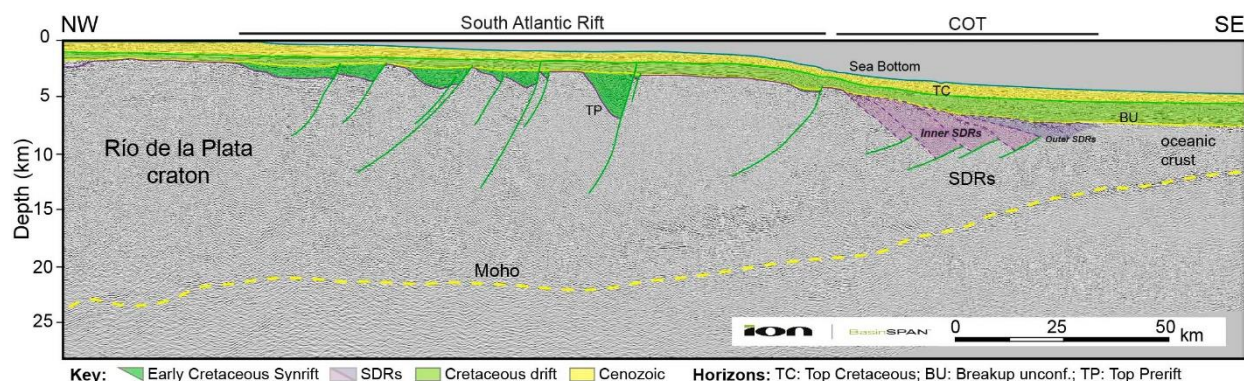 NW South Atlantic Rift COT SE
0
Sea Bottom
TC
5
TP
BU
Inner SDRs
Outer SDRs
oceanic
crust
Río de la Plata
craton
10
SDRs
Depth (km)
15
20
Moho
25
ion BasinSPAN 0 25 50
km
Key: Early Cretaceous Synrift SDRs Cretaceous drift Cenozoic Horizons: TC: Top Cretaceous; BU: Breakup unconf.; TP: Top Prerift